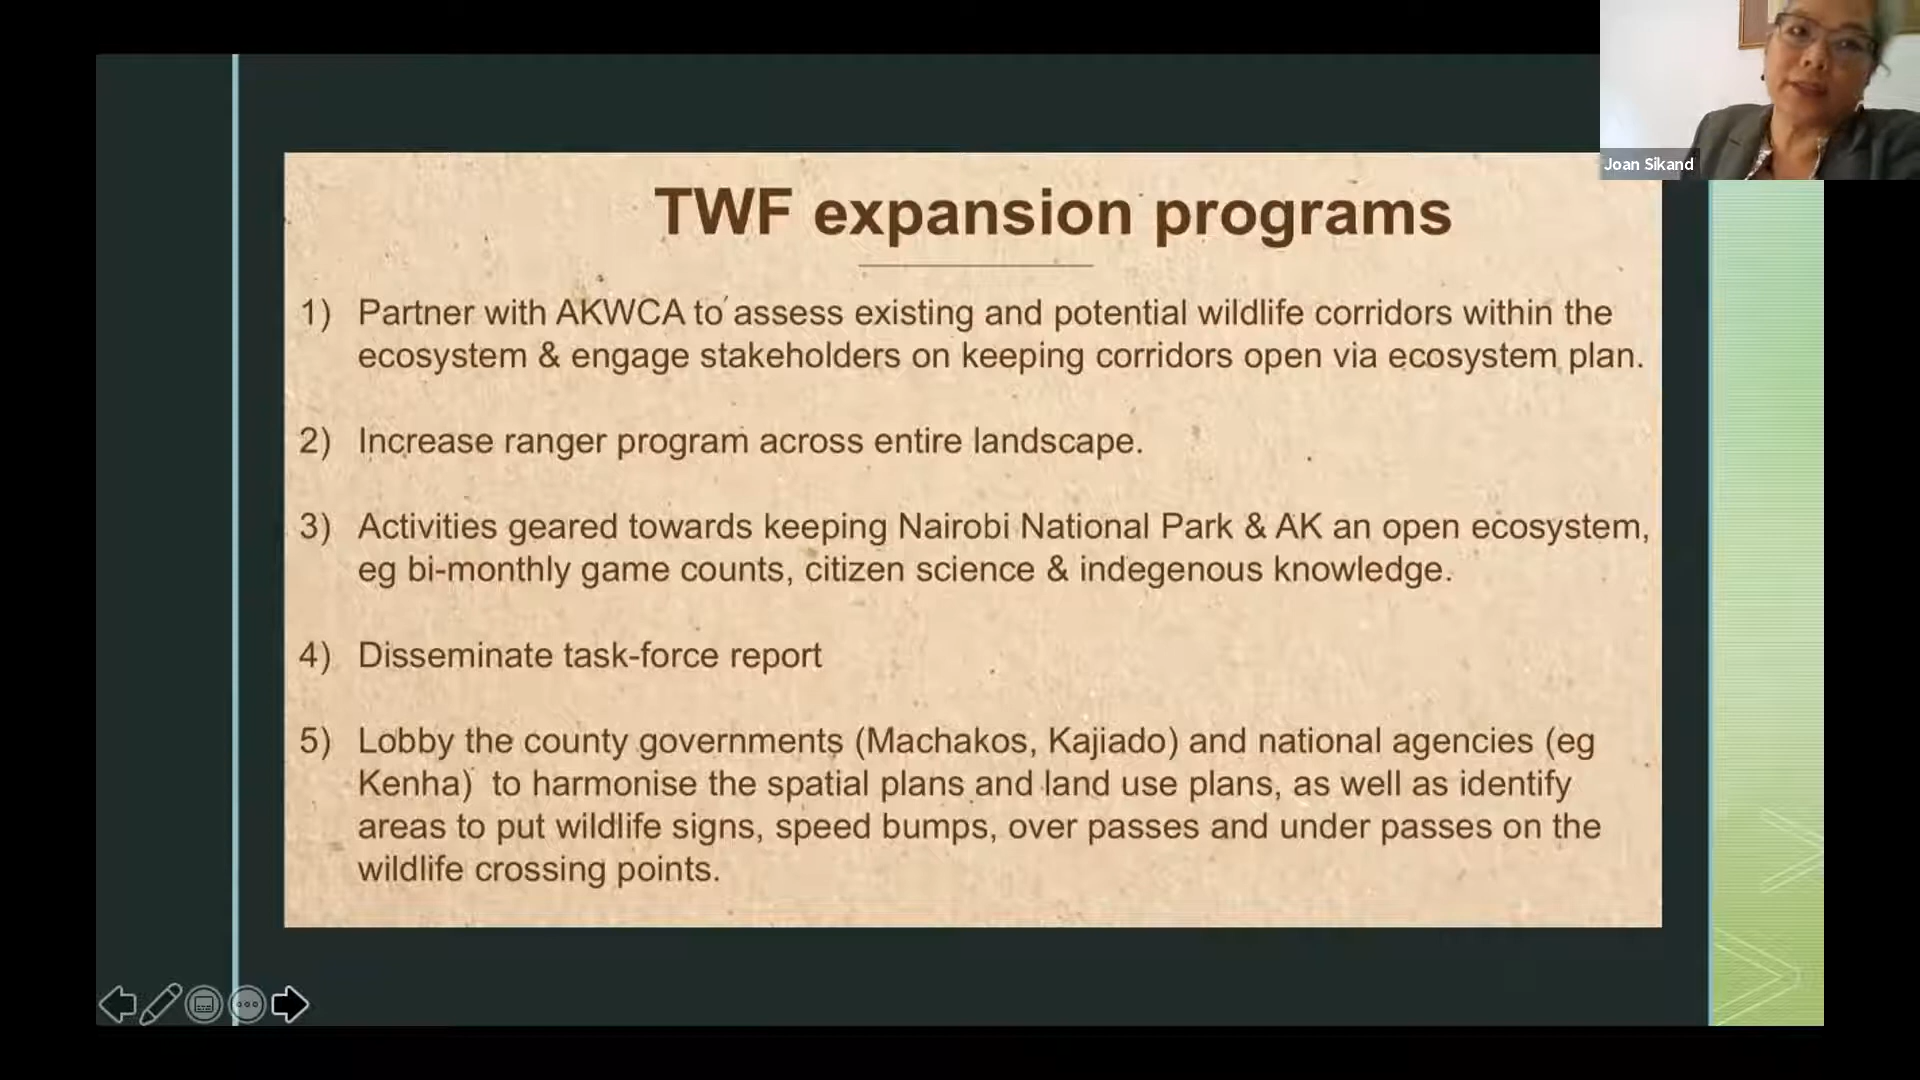 Joan Sikand
TWF expansion programs
1) Partner with AKWCA to assess existing and potential wildlife corridors within the
ecosystem & engage stakeholders on keeping corridors open via ecosystem plan.
2) Increase ranger program across entire landscape.
3) Activities geared towards keeping Nairobi National Park & AK an open ecosystem,
eg bi-monthly game counts, citizen science & indegenous knowledge.
4) Disseminate task-force report
5) Lobby the county governments (Machakos, Kajiado) and national agencies (eg
Kenha) to harmonise the spatial plans and land use plans, as well as identify
areas to put wildlife signs, speed bumps, over passes and under passes on the
wildlife crossing points.